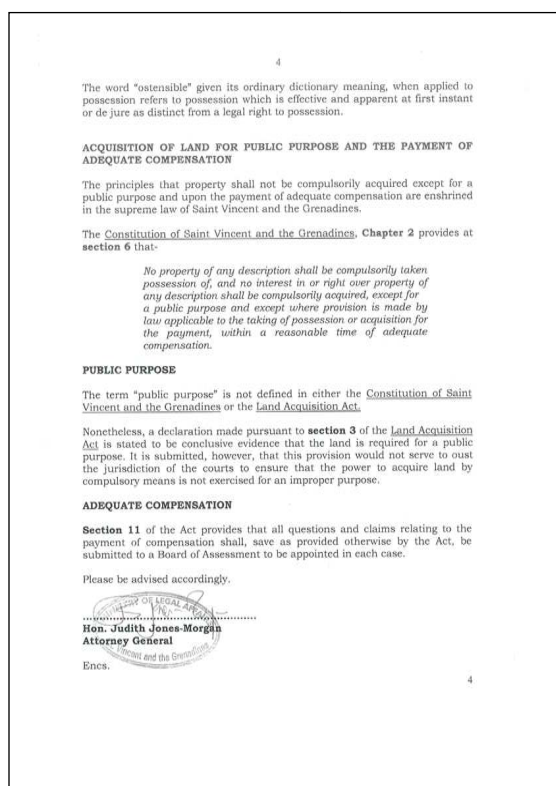 4
The word "ostensible" given its ordinary dictionary meaning, when applied to
possession refers to possession which is effective and apparent at first instant
or de jure as distinct from a legal right to possession.
ACQUISITION OF LAND FOR PUBLIC PURPOSE AND THE PAYMENT OF
ADEQUATE COMPENSATION
The principles that property shall not be compulsorily acquired except for a
public purpose and upon the payment of adequate compensation are enshrined
in the supreme law of Saint Vincent and the Grenadines.
The Constitution of Saint Vincent and the Grenadines, Chapter 2 provides at
section 6 that-
No property of any description shall be compulsorily taken
possession of, and no interest in or right over property of
any description shall be compulsorily acquired, except for
a public purpose and except where provision is made by
law applicable to the taking of possession or acquisition for
the payment, within a reasonable time of adequate
compensation.
PUBLIC PURPOSE
The term "public purpose" is not defined in either the Constitution of Saint
Vincent and the Grenadines or the Land Acquisition Act.
Nonetheless, a declaration made pursuant to section 3 of the Land Acquisition
Act is stated to be conclusive evidence that the land is required for a public
purpose. It is submitted, however, that this provision would not serve to oust
the jurisdiction of the courts to ensure that the power to acquire land by
compulsory means is not exercised for an improper purpose.
ADEQUATE COMPENSATION
Section 11 of the Act provides that all questions and claims relating to the
payment of compensation shall, save as provided otherwise by the Act, be
submitted to a Board of Assessment to be appointed in each case.
Please be advised accordingly.
OF LEGAL
Hon. Judith Jones-Morgan
Attorney General
Vincent and the Grenadines
Encs.
4